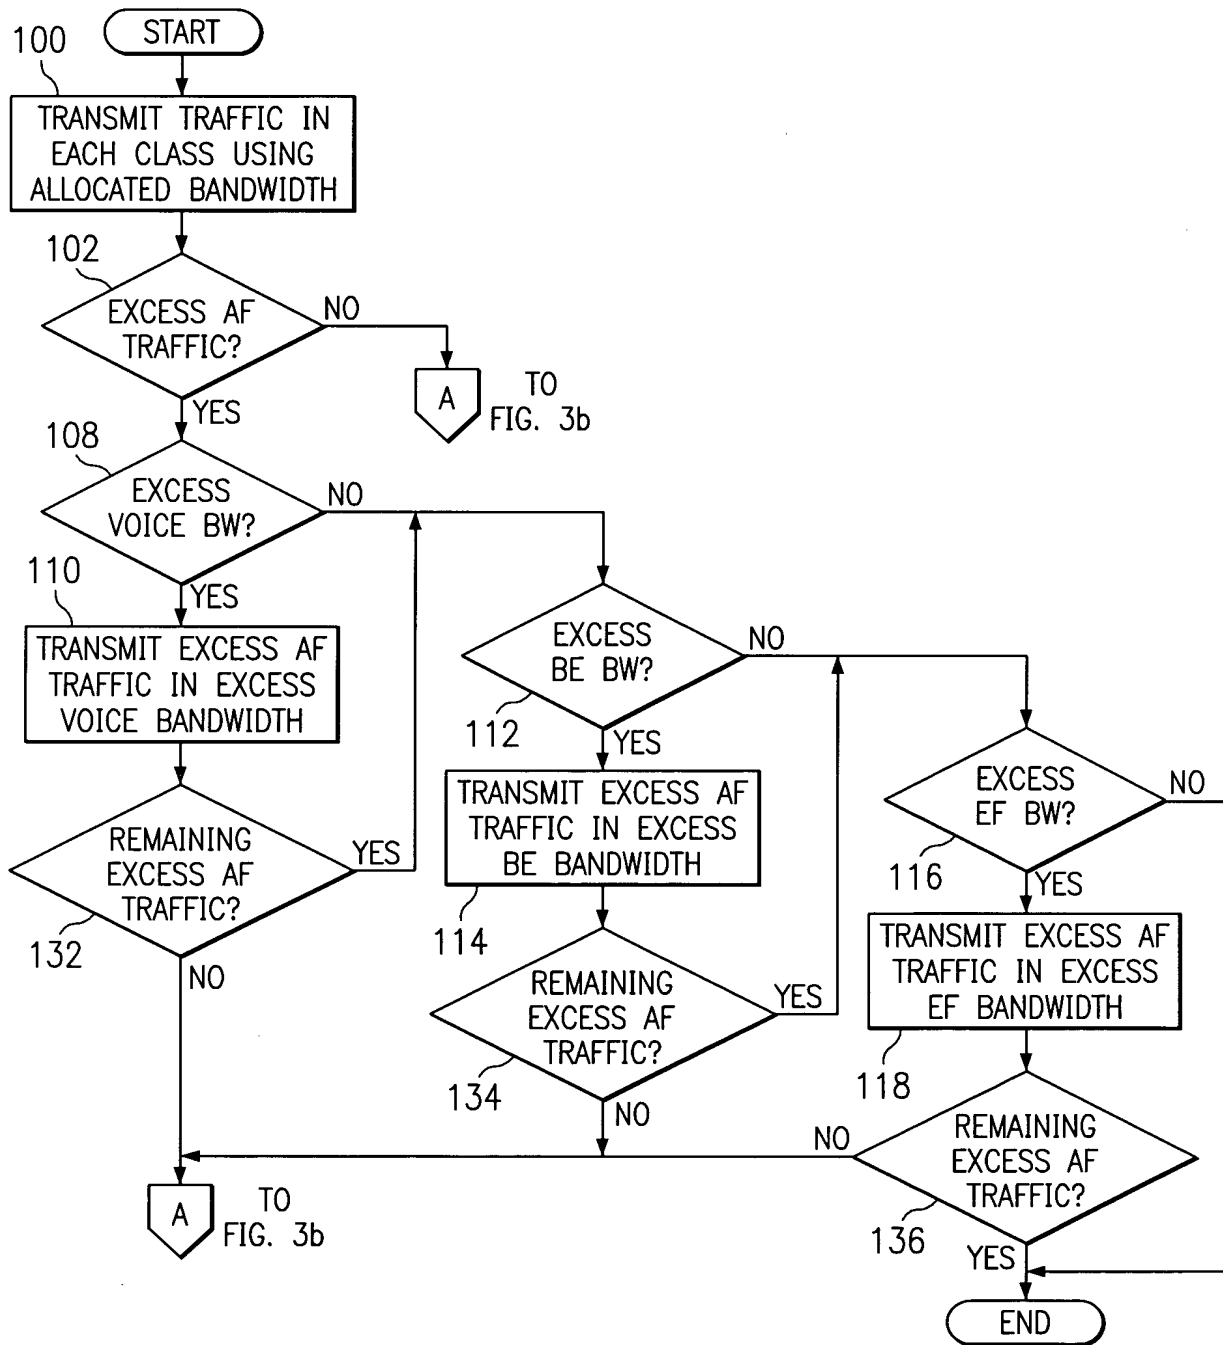 START
100
TRANSMIT TRAFFIC IN
EACH CLASS USING
ALLOCATED BANDWIDTH
102
EXCESS AF
TRAFFIC?
NO
A
TO
FIG. 3b
YES
108
EXCESS
VOICE BW?
NO
YES
110
TRANSMIT EXCESS AF
TRAFFIC IN EXCESS
VOICE BANDWIDTH
REMAINING
EXCESS AF
TRAFFIC?
YES
132
NO
EXCESS
BE BW?
NO
112
YES
TRANSMIT EXCESS AF
TRAFFIC IN EXCESS
BE BANDWIDTH
114
REMAINING
EXCESS AF
TRAFFIC?
YES
134
NO
EXCESS
EF BW?
NO
116
YES
TRANSMIT EXCESS AF
TRAFFIC IN EXCESS
EF BANDWIDTH
118
REMAINING
EXCESS AF
TRAFFIC?
NO
136
YES
A
TO
FIG. 3b
END